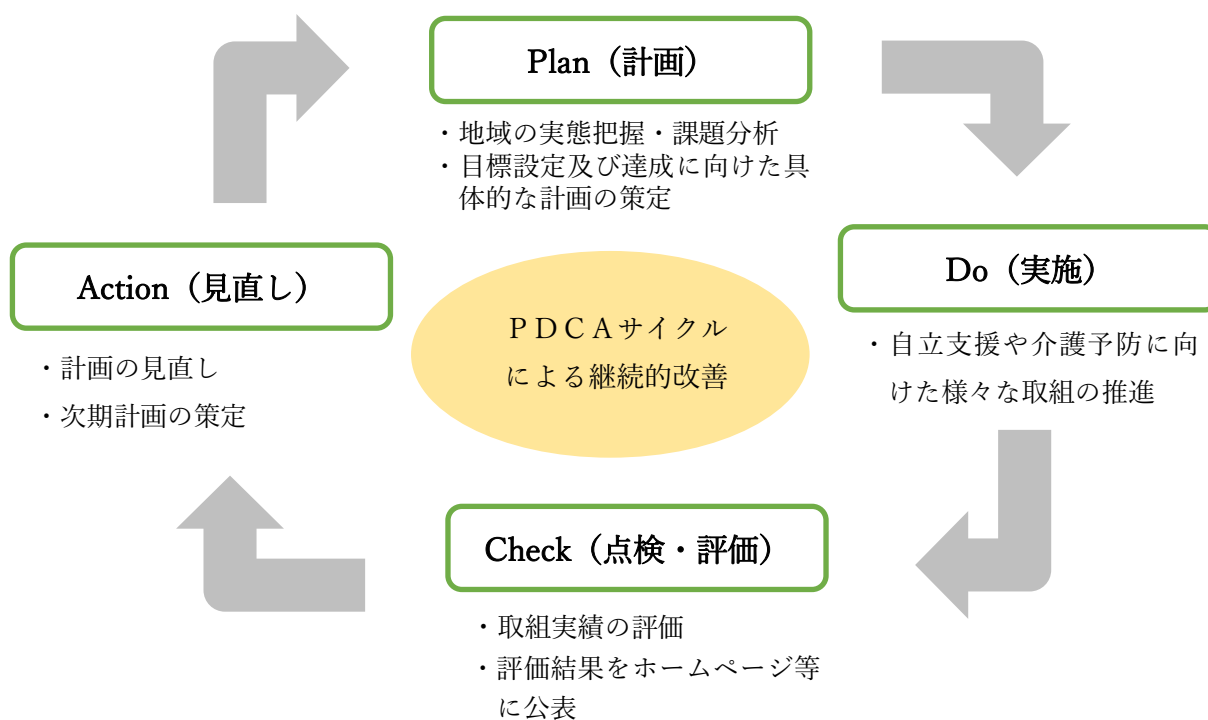 Plan（計画）
・地域の実態把握・課題分析
・目標設定及び達成に向けた具
体的な計画の策定
Do（実施）
・自立支援や介護予防に向
けた様々な取組の推進
Check（点検・評価）
・取組実績の評価
・評価結果をホームページ等
に公表
Action（見直し）
・計画の見直し
・次期計画の策定
ＰＤＣＡサイクル
による継続的改善